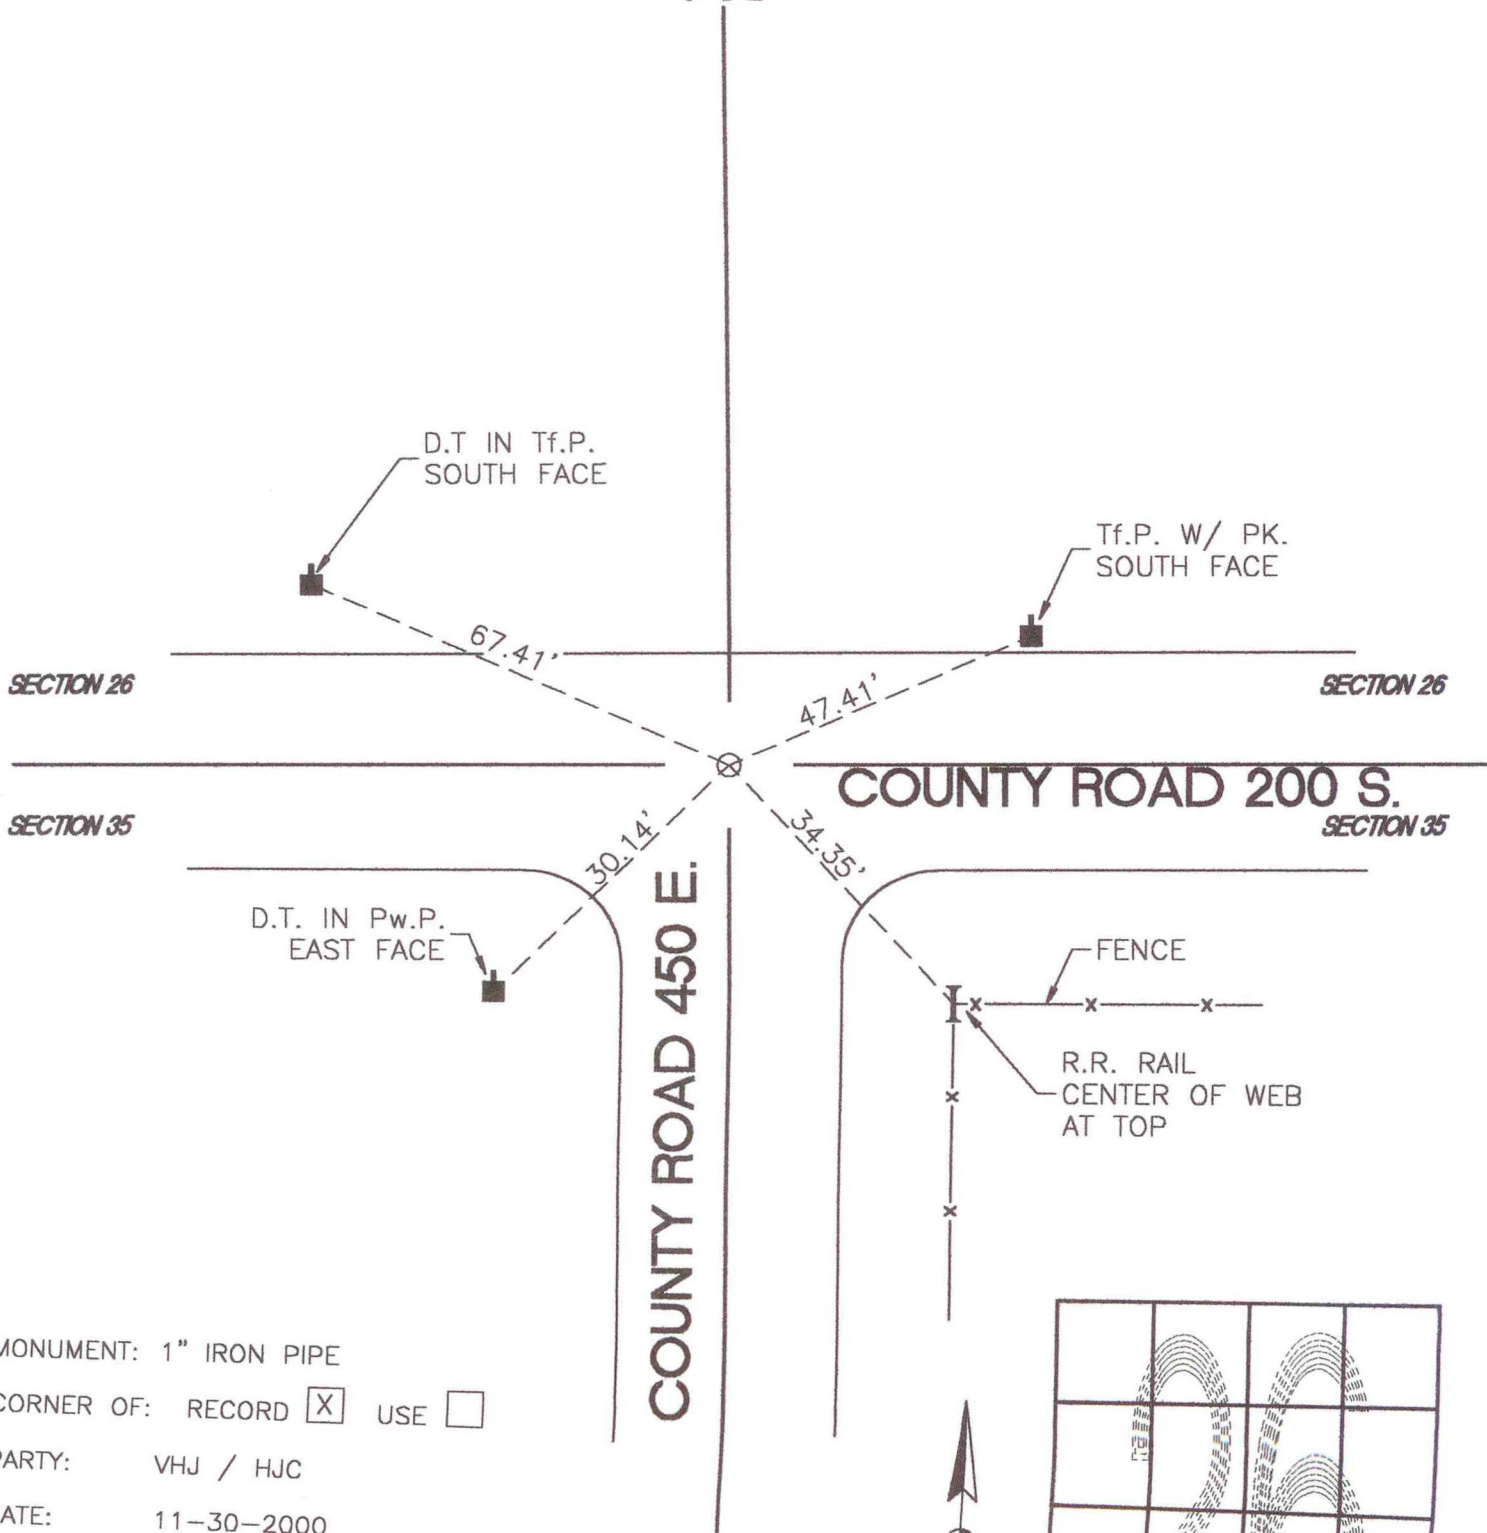 D.T IN Tf.P.
SOUTH FACE
Tf.P. W/ PK.
SOUTH FACE
67.41'
47.41'
SECTION 26
SECTION 26
COUNTY ROAD 200 S.
SECTION 35
SECTION 35
30.14'
34.35'
COUNTY ROAD 450 E.
D.T. IN Pw.P.
EAST FACE
FENCE
R.R. RAIL
CENTER OF WEB
AT TOP
MONUMENT: 1" IRON PIPE
CORNER OF: RECORD X USE
PARTY: VHJ / HJC
ATE: 11-30-2000